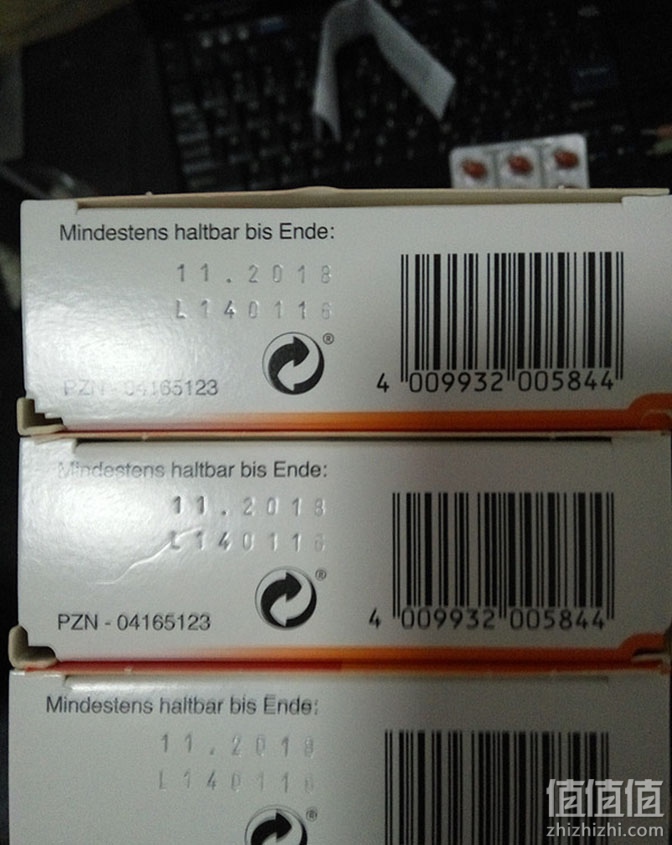 Mindestens haltbar bis Ende:
11.2018
L140116
®
PZN - 04165123
4 009932 005844
Mindestens haltbar bis Ende:
11.2018
L140116
®
PZN - 04165123
4 009932 005844
Mindestens haltbar bis Ende:
11.2018
L140116
®
值值值
zhizhizhi.com